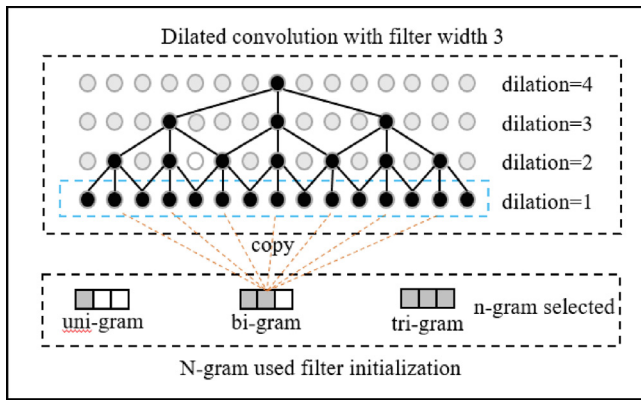 Dilated convolution with filter width 3
dilation=4
dilation=3
dilation=2
dilation=1
copy
n-gram selected
uni-gram bi-gram tri-gram
N-gram used filter initialization